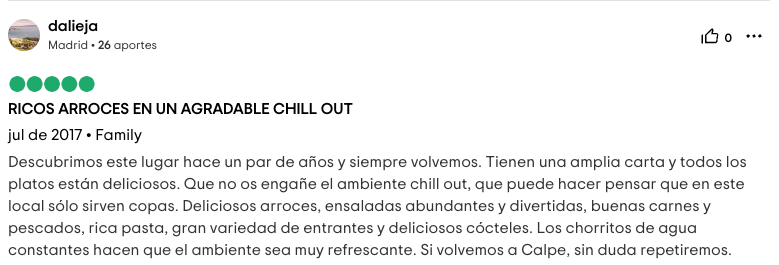 dalieja
Madrid • 26 aportes
0
RICOS ARROCES EN UN AGRADABLE CHILL OUT
jul de 2017 • Family
Descubrimos este lugar hace un par de años y siempre volvemos. Tienen una amplia carta y todos los
platos están deliciosos. Que no os engañe el ambiente chill out, que puede hacer pensar que en este
local sólo sirven copas. Deliciosos arroces, ensaladas abundantes y divertidas, buenas carnes y
pescados, rica pasta, gran variedad de entrantes y deliciosos cócteles. Los chorritos de agua
constantes hacen que el ambiente sea muy refrescante. Si volvemos a Calpe, sin duda repetiremos.